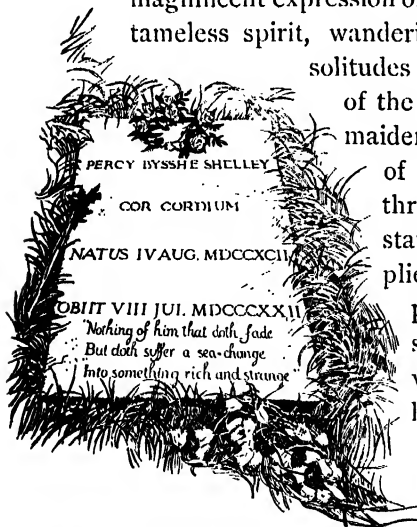 magnificent expression of
tameless spirit, wanderi
solitudes
of the
maiden
of
thr
sta
plie
PERCY BYSSHE SHELLEY
COR CORDIUM
NATUS IV AUG. MDCCXCII
OBIIT VIII JUL. MDCCCXXII
"Nothing of him that doth fade
But doth suffer a sea-change
Into something rich and strange"